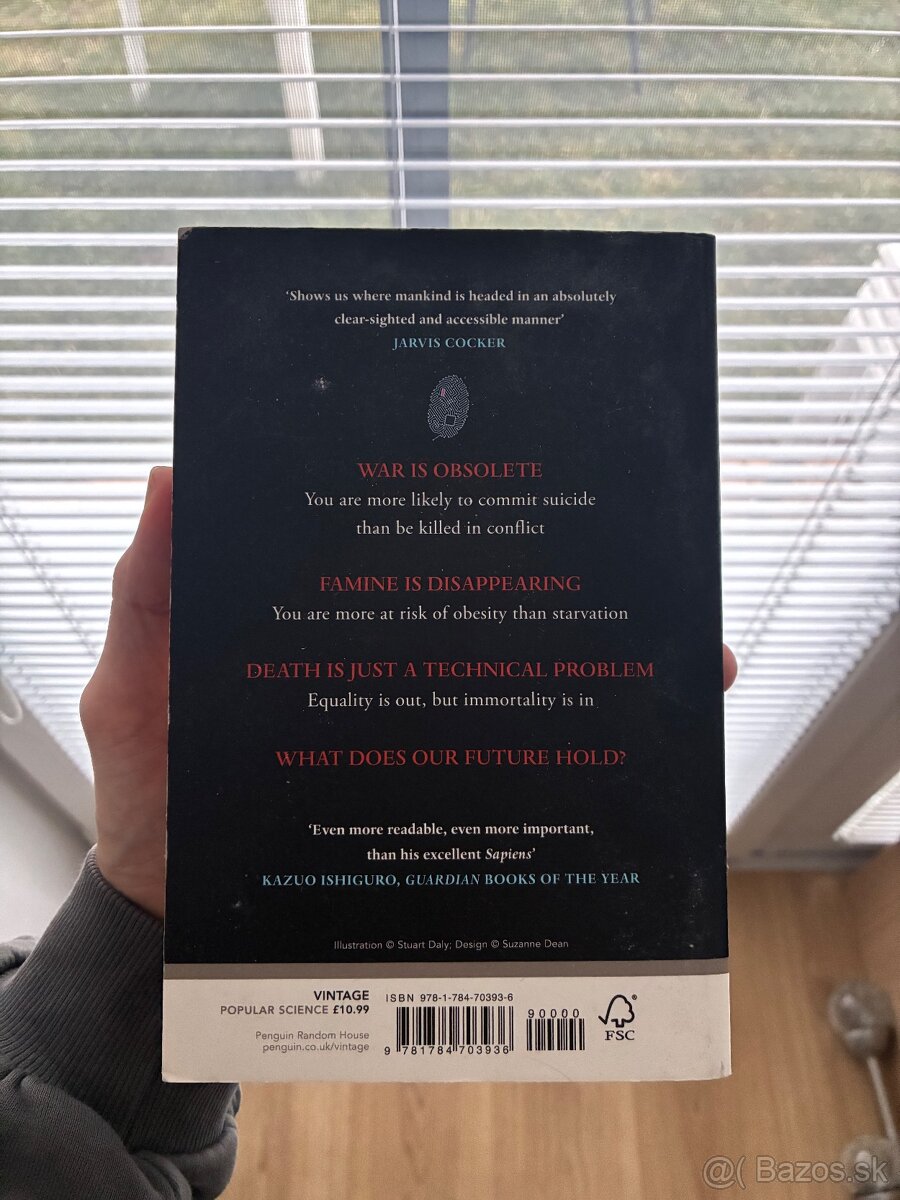 ‘Shows us where mankind is headed in an absolutely
clear-sighted and accessible manner’
JARVIS COCKER
WAR IS OBSOLETE
You are more likely to commit suicide
than be killed in conflict
FAMINE IS DISAPPEARING
You are more at risk of obesity than starvation
DEATH IS JUST A TECHNICAL PROBLEM
Equality is out, but immortality is in
WHAT DOES OUR FUTURE HOLD?
‘Even more readable, even more important,
than his excellent Sapiens’
KAZUO ISHIGURO, GUARDIAN BOOKS OF THE YEAR
Illustration © Stuart Daly; Design © Suzanne Dean
VINTAGE
POPULAR SCIENCE £10.99
Penguin Random House
penguin.co.uk/vintage
ISBN 978-1-784-70393-6
90000
9 781784 703936
FSC
®
@( Bazos.sk